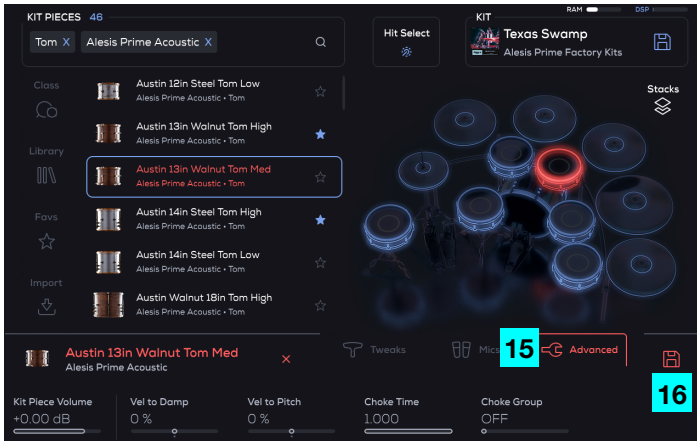 RAM DSP
KIT PIECES 46
KIT
Tom X Alesis Prime Acoustic X
Hit Select
Texas Swamp
Alesis Prime Factory Kits
Class
Library
Favs
Import
Austin 12in Steel Tom Low
Alesis Prime Acoustic • Tom
Austin 13in Walnut Tom High
Alesis Prime Acoustic • Tom
Austin 13in Walnut Tom Med
Alesis Prime Acoustic • Tom
Austin 14in Steel Tom High
Alesis Prime Acoustic • Tom
Austin 14in Steel Tom Low
Alesis Prime Acoustic • Tom
Austin Walnut 18in Tom High
Alesis Prime Acoustic • Tom
Stacks
Austin 13in Walnut Tom Med X
Alesis Prime Acoustic
Tweaks
Mics
15
Advanced
16
Kit Piece Volume
+0.00 dB
Vel to Damp
0 %
Vel to Pitch
0 %
Choke Time
1.000
Choke Group
OFF